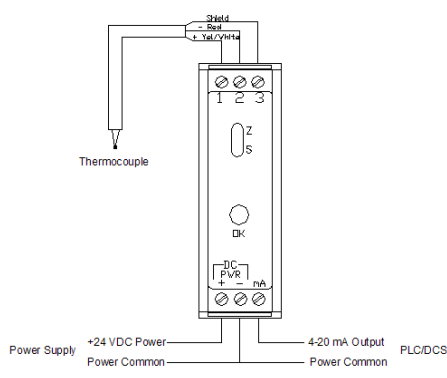 Shield
- Red
+ Yel/White
1 2 3
Thermocouple
Z
S
OK
DC
PWR
+ - mA
+24 VDC Power
4-20 mA Output
Power Supply
PLC/DCS
Power Common
Power Common